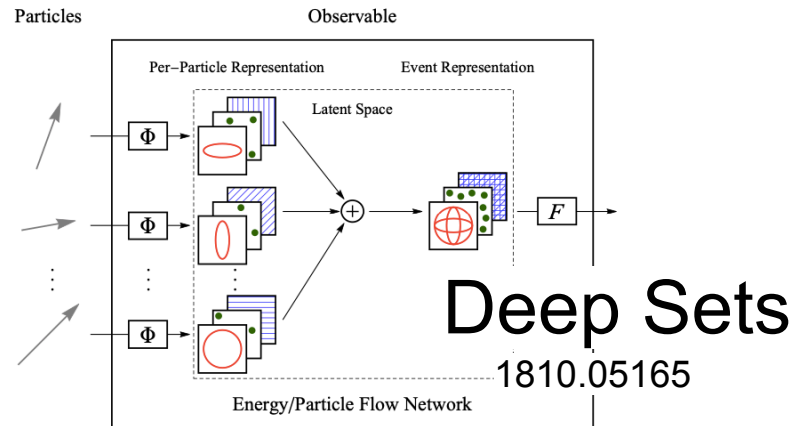 Particles
Observable
Per–Particle Representation
Event Representation
Latent Space
Φ
Φ
Φ
F
Deep Sets
1810.05165
Energy/Particle Flow Network